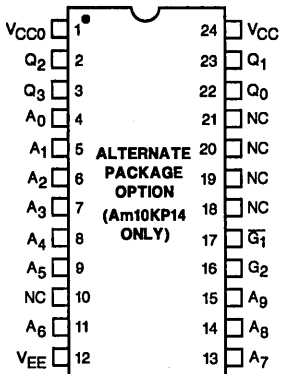 VCC0 1 24 VCC
Q2 2 23 Q1
Q3 3 22 Q0
A0 4 21 NC
A1 5 20 NC
A2 6 19 NC
A3 7 18 NC
A4 8 17 G̅1
A5 9 16 G2
NC 10 15 A9
A6 11 14 A8
VEE 12 13 A7
ALTERNATE
PACKAGE
OPTION
(Am10KP14
ONLY)